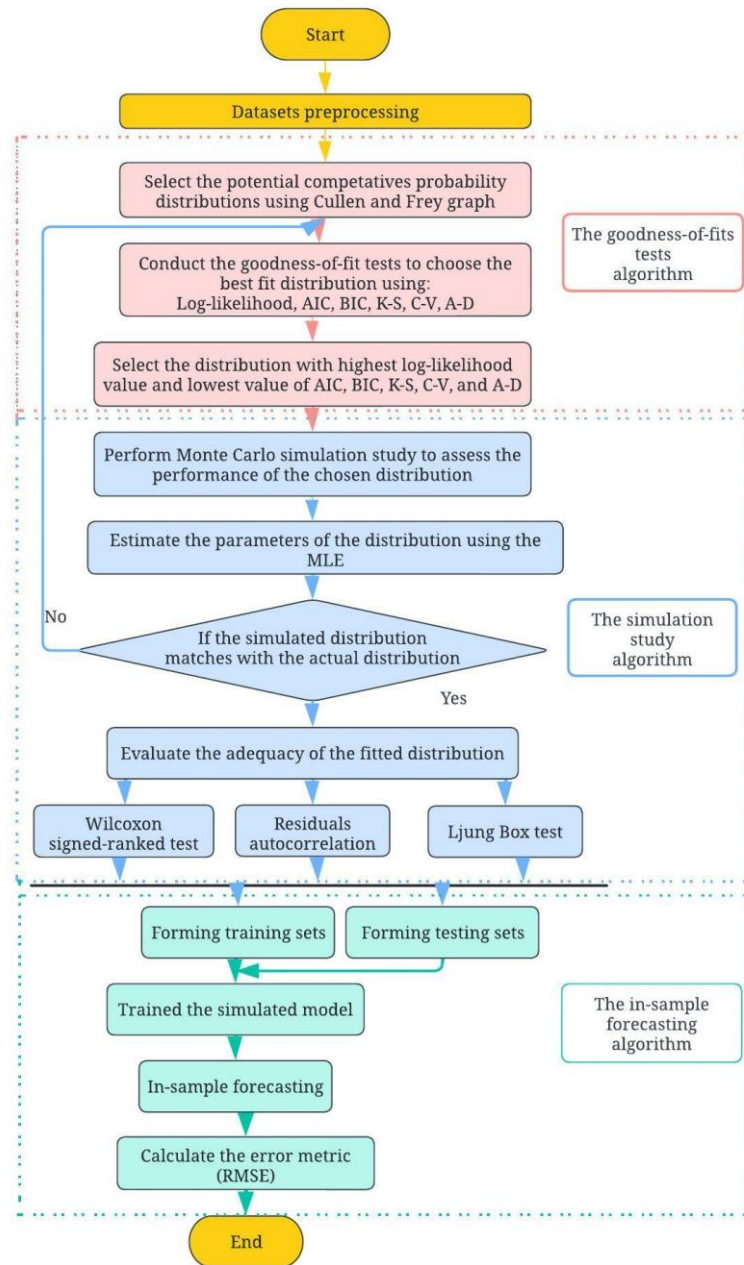 Start
Datasets preprocessing
Select the potential competatives probability
distributions using Cullen and Frey graph
The goodness-of-fits
tests
algorithm
Conduct the goodness-of-fit tests to choose the
best fit distribution using:
Log-likelihood, AIC, BIC, K-S, C-V, A-D
Select the distribution with highest log-likelihood
value and lowest value of AIC, BIC, K-S, C-V, and A-D
Perform Monte Carlo simulation study to assess the
performance of the chosen distribution
Estimate the parameters of the distribution using the
MLE
No
If the simulated distribution
matches with the actual distribution
The simulation
study
algorithm
Yes
Evaluate the adequacy of the fitted distribution
Wilcoxon
signed-ranked test
Residuals
autocorrelation
Ljung Box test
Forming training sets
Forming testing sets
Trained the simulated model
The in-sample
forecasting
algorithm
In-sample forecasting
Calculate the error metric
(RMSE)
End